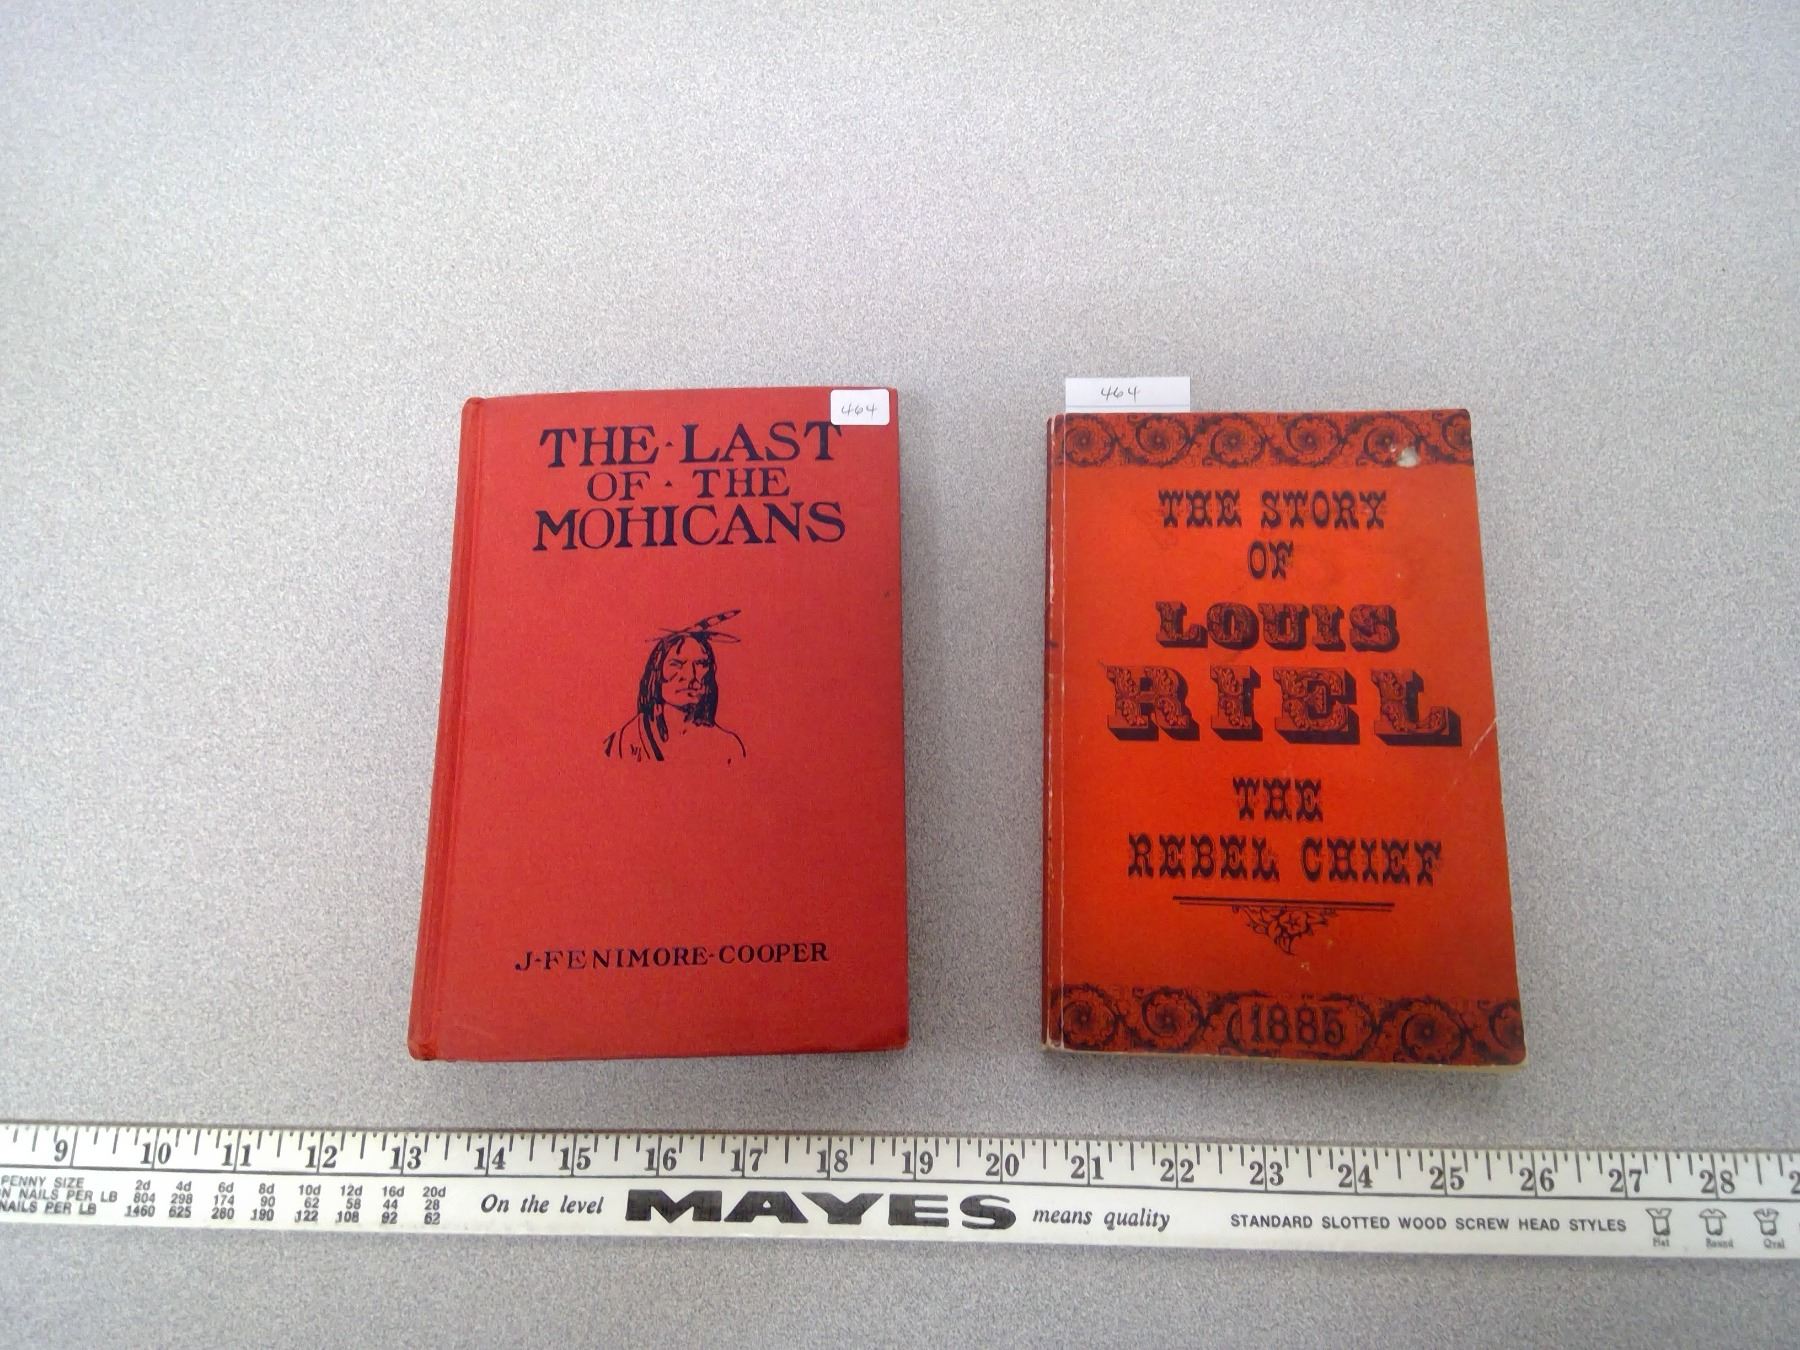 464
THE·LAST
OF·THE
MOHICANS
J-FENIMORE-COOPER
464
THE STORY
OF
LOUIS
RIEL
THE
REBEL CHIEF
1885
9 10 11 12 13 14 15 16 17 18 19 20 21 22 23 24 25 26 27 28
PENNY SIZE 2d 4d 6d 8d 10d 12d 16d 20d
NAILS PER LB 804 298 174 90 62 58 44 28
NAILS PER LB 1460 625 280 190 122 108 92 62
On the level MAYES means quality
STANDARD SLOTTED WOOD SCREW HEAD STYLES
Flat Round Oval